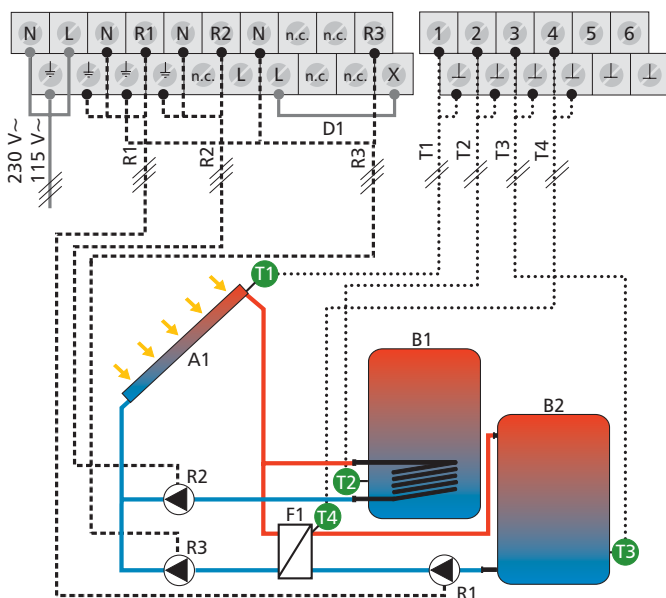 N L N R1 N R2 N n.c. n.c. R3
1 2 3 4 5 6
n.c. L L n.c. n.c. X
D1
230 V~
115 V~
R1
R2
R3
T1
T2
T3
T4
T1
A1
B1
B2
R2
T2
F1
T4
R3
T3
R1